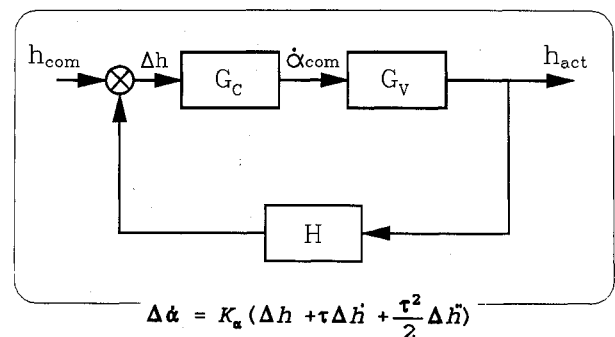 h_com Δh G_C α̇_com G_V h_act
H
Δα̇ = K_α (Δh + τΔḣ + τ²/2 Δḧ)